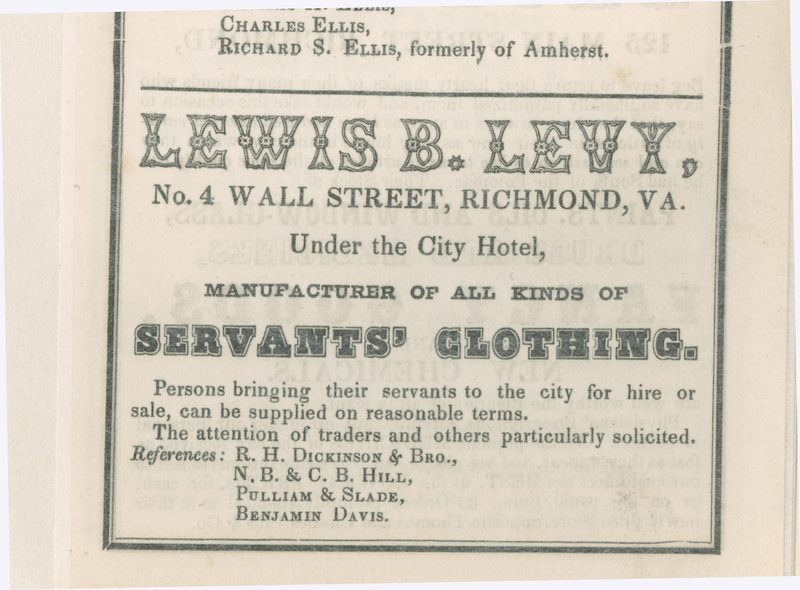 CHARLES ELLIS,
RICHARD S. ELLIS, formerly of Amherst.
LEWIS B. LEVY,
No. 4 WALL STREET, RICHMOND, VA.
Under the City Hotel,
MANUFACTURER OF ALL KINDS OF
SERVANTS' CLOTHING.
Persons bringing their servants to the city for hire or
sale, can be supplied on reasonable terms.
The attention of traders and others particularly solicited.
References: R. H. DICKINSON & BRO.,
N. B. & C. B. HILL,
PULLIAM & SLADE,
BENJAMIN DAVIS.